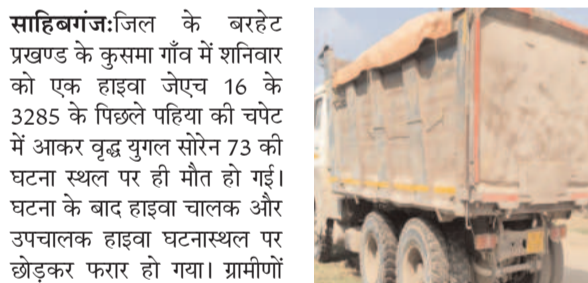 साहिबगंज:जिल के बरहेट
प्रखण्ड के कुसमा गाँव में शनिवार
को एक हाइवा जेएच 16 के
3285 के पिछले पहिया की चपेट
में आकर वृद्ध युगल सोरेन 73 की
घटना स्थल पर ही मौत हो गई।
घटना के बाद हाइवा चालक और
उपचालक हाइवा घटनास्थल पर
छोड़कर फरार हो गया। ग्रामीणों